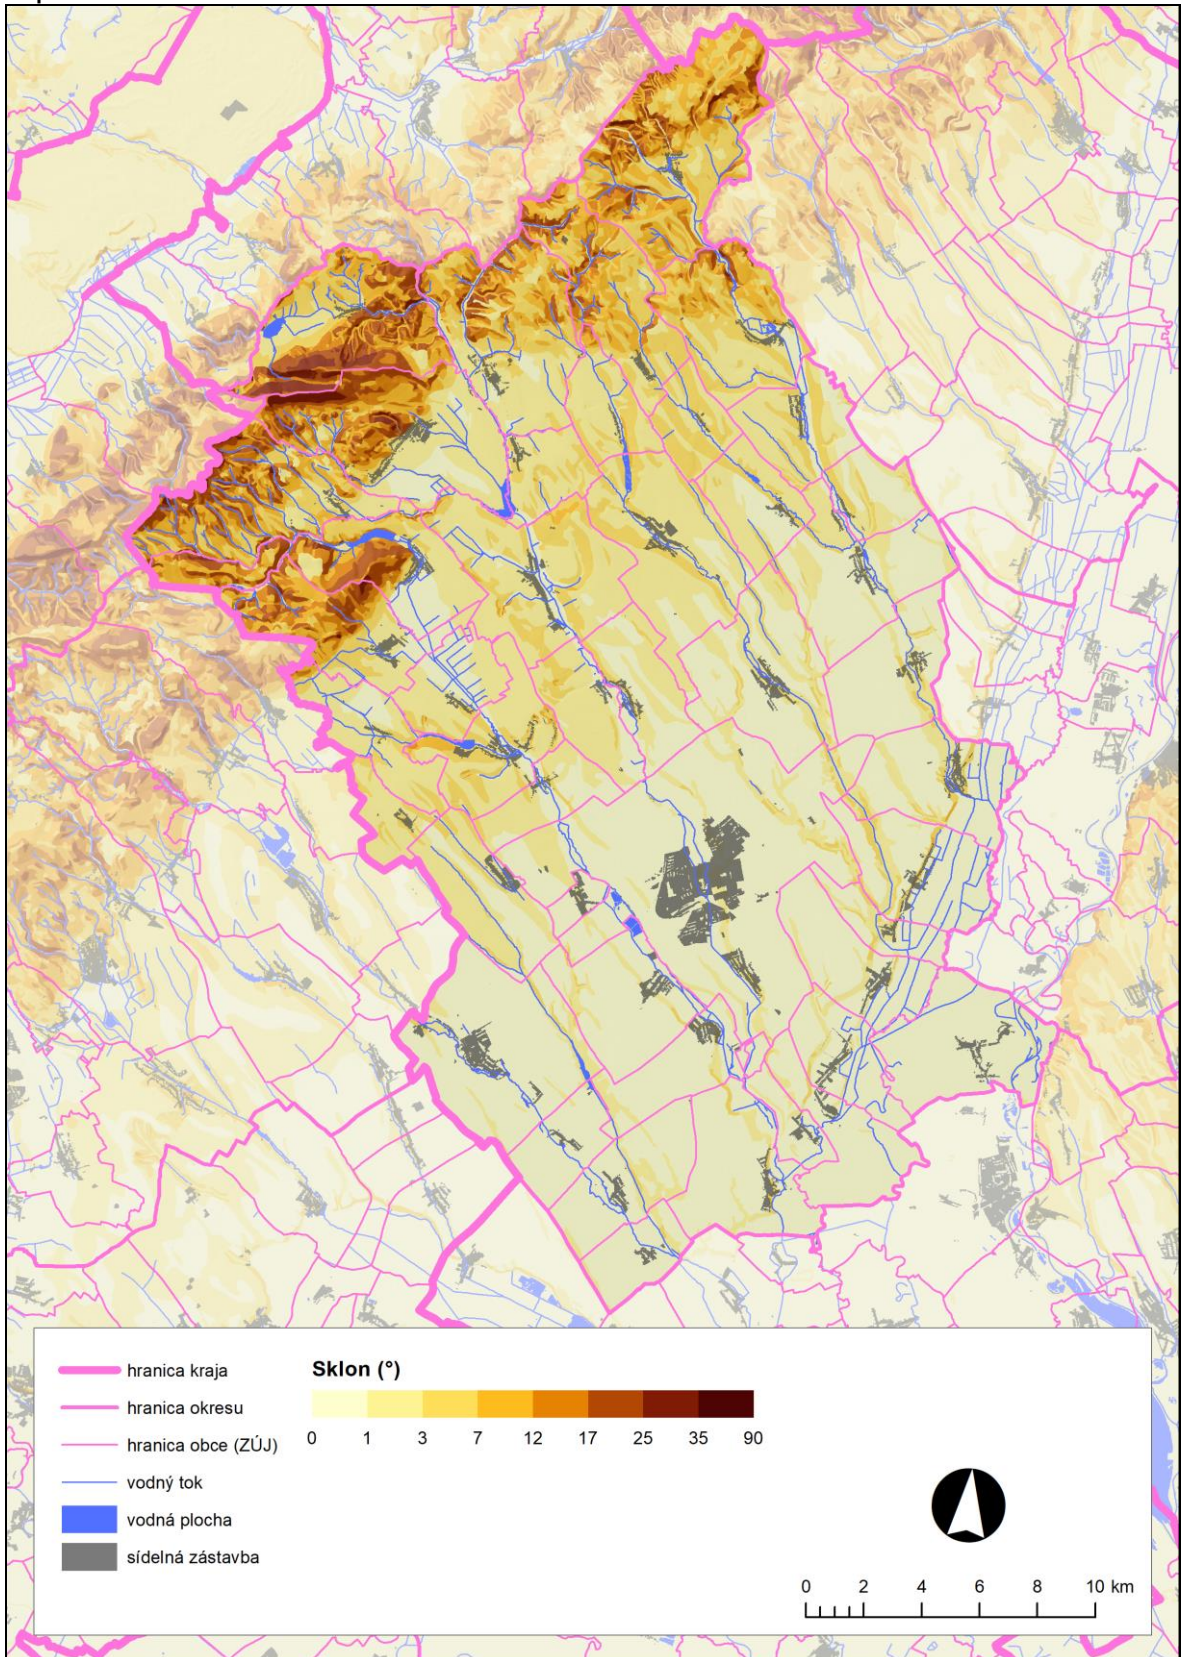 hranica kraja
hranica okresu
hranica obce (ZÚJ)
vodný tok
vodná plocha
sídelná zástavba
Sklon (°)
0 1 3 7 12 17 25 35 90
0 2 4 6 8 10 km